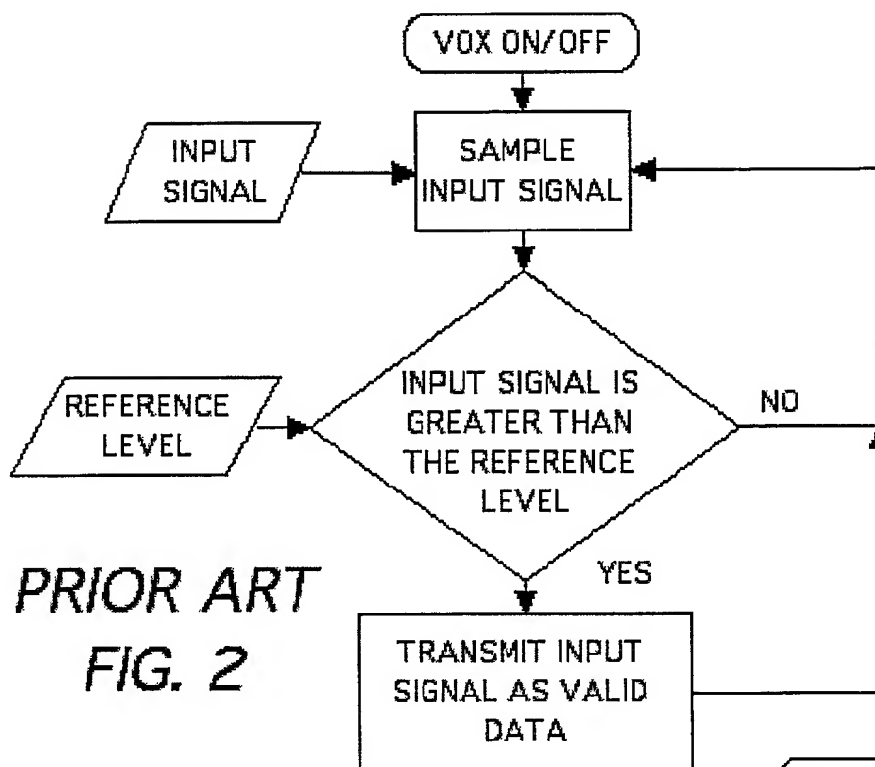 VOX ON/OFF
INPUT
SIGNAL
SAMPLE
INPUT SIGNAL
REFERENCE
LEVEL
INPUT SIGNAL IS
GREATER THAN
THE REFERENCE
LEVEL
NO
YES
PRIOR ART
FIG. 2
TRANSMIT INPUT
SIGNAL AS VALID
DATA